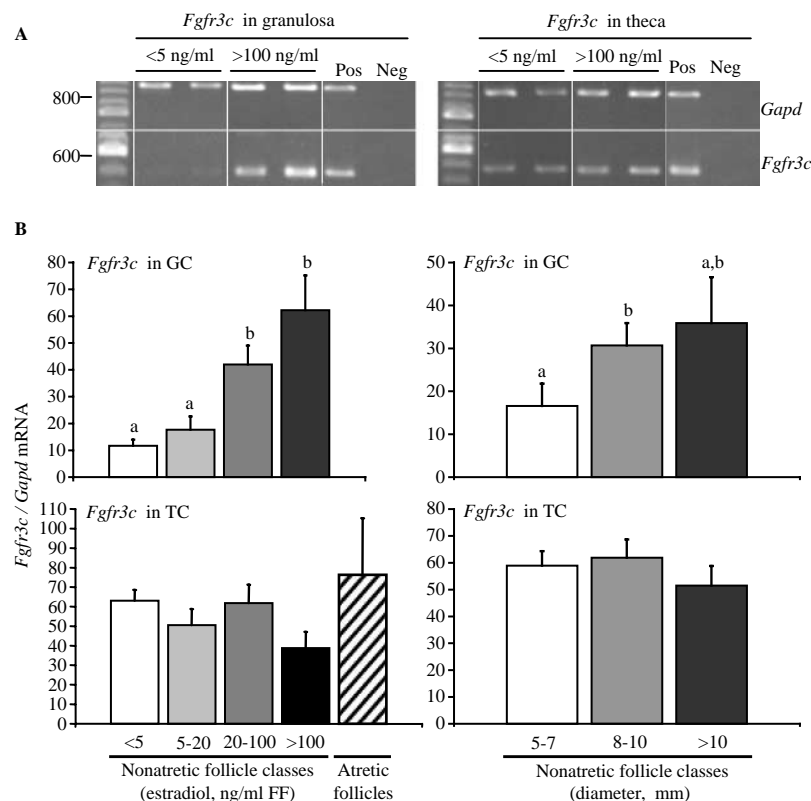 A
Fgfr3c in granulosa
<5 ng/ml >100 ng/ml Pos Neg
Fgfr3c in theca
<5 ng/ml >100 ng/ml Pos Neg
800
600
Gapd
Fgfr3c
B
Fgfr3c / Gapd mRNA
Fgfr3c in GC
80
70
60
50
40
30
20
10
0
a
a
b
b
Fgfr3c in GC
50
40
30
20
10
0
a
b
a,b
Fgfr3c in TC
110
100
90
80
70
60
50
40
30
20
10
0
<5 5-20 20-100 >100
Nonatretic follicle classes
(estradiol, ng/ml FF)
Atretic
follicles
Fgfr3c in TC
80
70
60
50
40
30
20
10
0
5-7 8-10 >10
Nonatretic follicle classes
(diameter, mm)